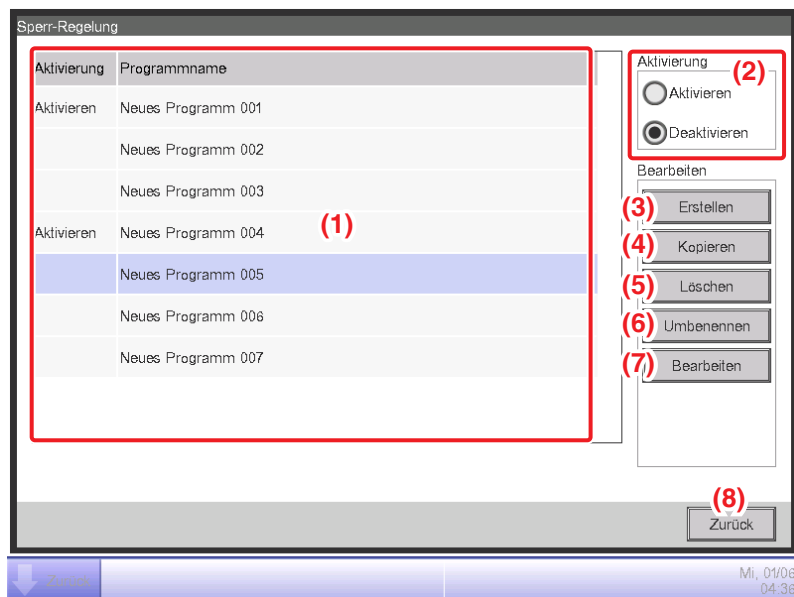 Sperr-Regelung
Aktivierung Programmname
Aktivieren Neues Programm 001
Neues Programm 002
Neues Programm 003
(1)
Aktivieren Neues Programm 004
Neues Programm 005
Neues Programm 006
Neues Programm 007
Aktivierung
(2)
Aktivieren
Deaktivieren
Bearbeiten
(3) Erstellen
(4) Kopieren
(5) Löschen
(6) Umbenennen
(7) Bearbeiten
(8)
Zurück
Zurück
Mi, 01/06
04:36